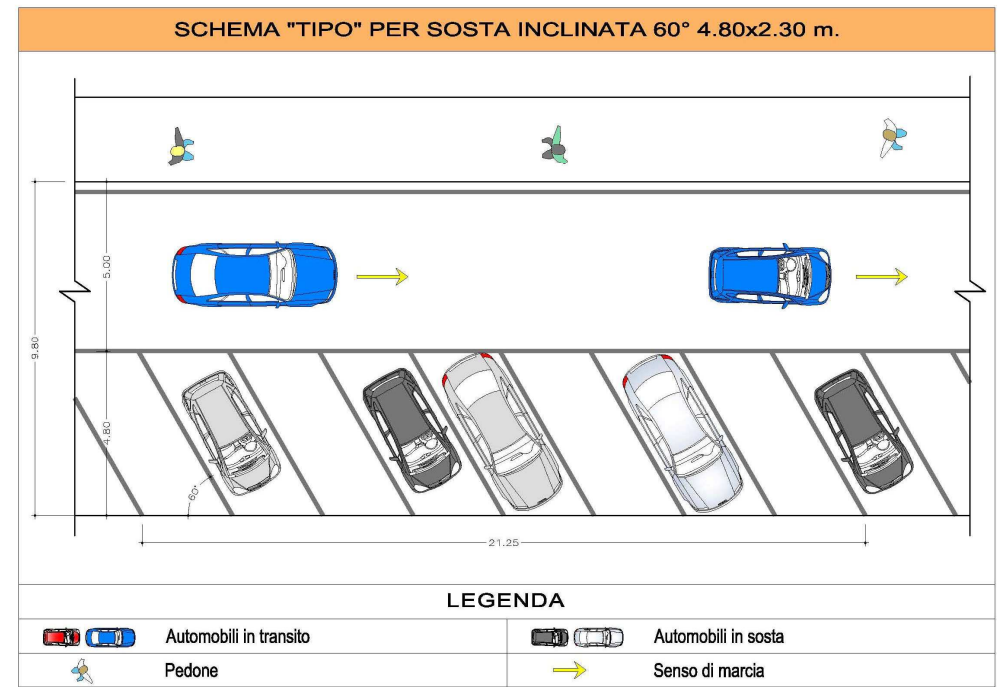 SCHEMA "TIPO" PER SOSTA INCLINATA 60° 4.80x2.30 m.
5.00
9.80
4.80
60°
21.25
LEGENDA
Automobili in transito
Automobili in sosta
Pedone
Senso di marcia